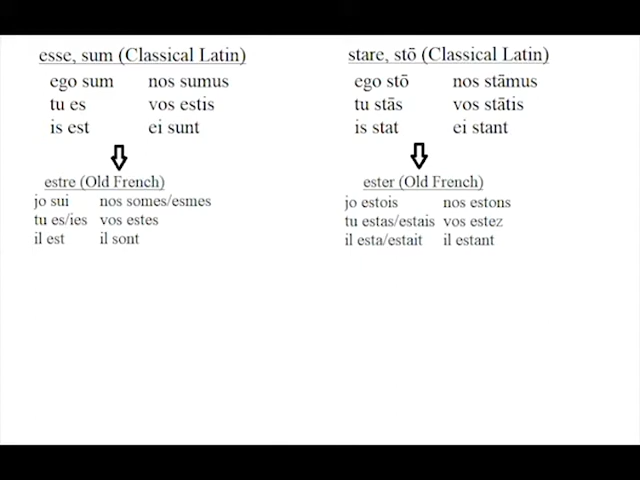 esse, sum (Classical Latin)
ego sum nos sumus
tu es vos estis
is est ei sunt
estre (Old French)
jo sui nos somes/esmes
tu es/ies vos estes
il est il sont
stare, stō (Classical Latin)
ego stō nos stāmus
tu stās vos stātis
is stat ei stant
ester (Old French)
jo estois nos estons
tu estas/estais vos estez
il esta/estait il estant